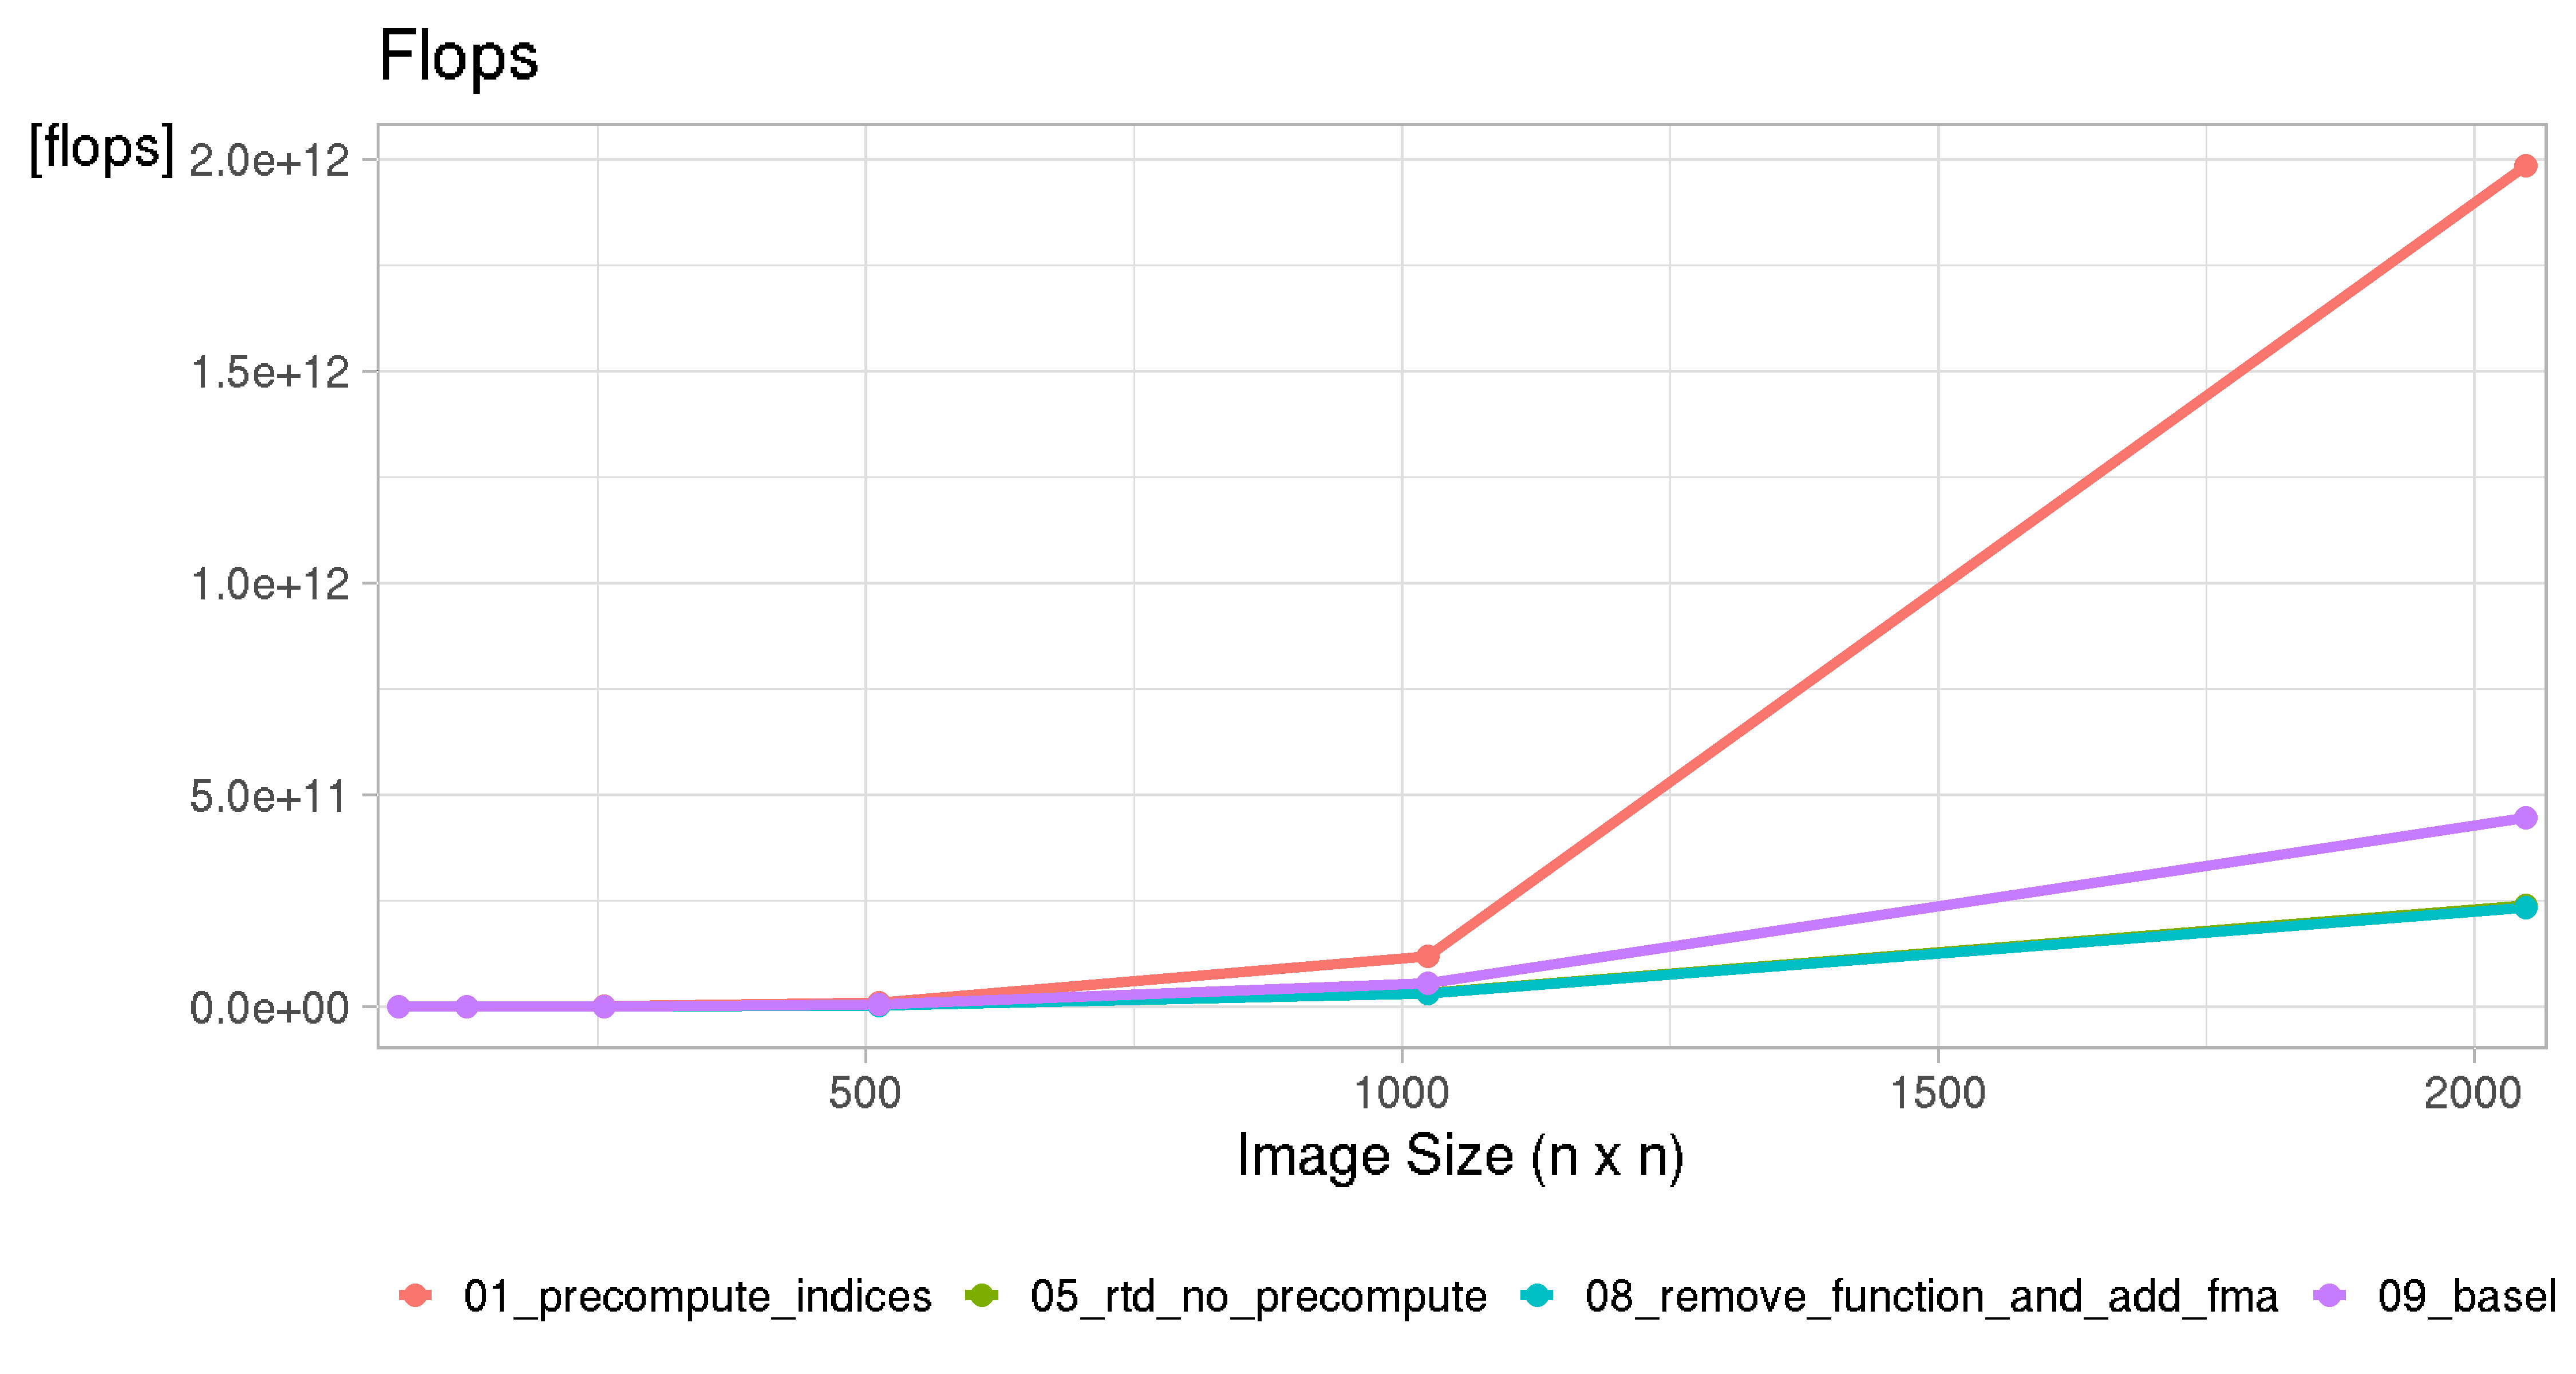 Flops
[flops]
2.0e+12
1.5e+12
1.0e+12
5.0e+11
0.0e+00
500 1000 1500 2000
Image Size (n x n)
01_precompute_indices 05_rtd_no_precompute 08_remove_function_and_add_fma 09_basel